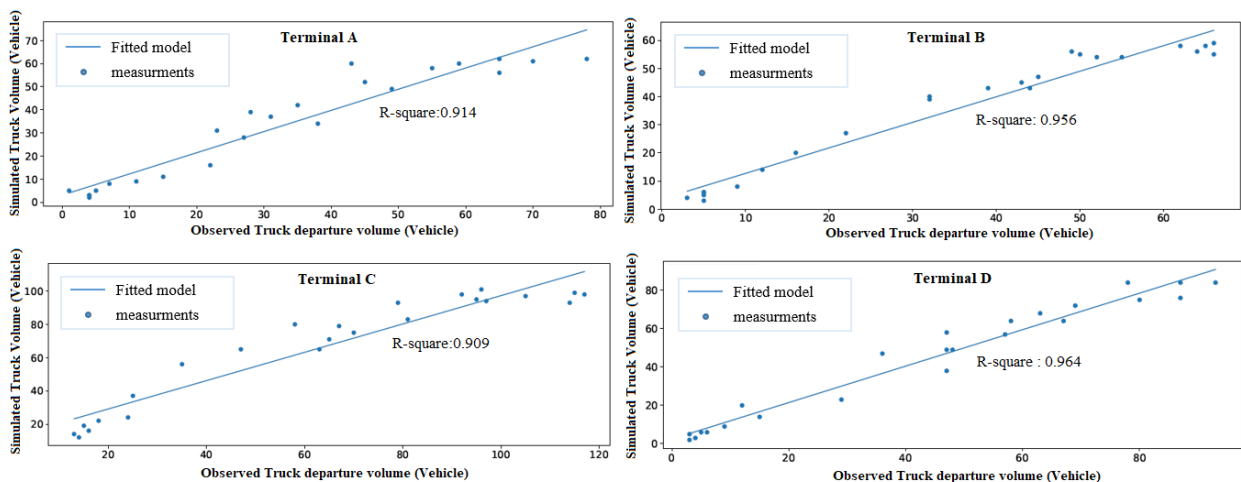 Terminal A
Fitted model
measurments
R-square:0.914
Simulated Truck Volume (Vehicle)
70
60
50
40
30
20
10
0
0 10 20 30 40 50 60 70 80
Observed Truck departure volume (Vehicle)
Terminal B
Fitted model
measurments
R-square: 0.956
Simulated Truck Volume (Vehicle)
60
50
40
30
20
10
0
0 10 20 30 40 50 60
Observed Truck departure volume (Vehicle)
Terminal C
Fitted model
measurments
R-square:0.909
Simulated Truck Volume (Vehicle)
100
80
60
40
20
20 40 60 80 100 120
Observed Truck departure volume (Vehicle)
Terminal D
Fitted model
measurments
R-square : 0.964
Simulated Truck Volume (Vehicle)
80
60
40
20
0
0 20 40 60 80
Observed Truck departure volume (Vehicle)